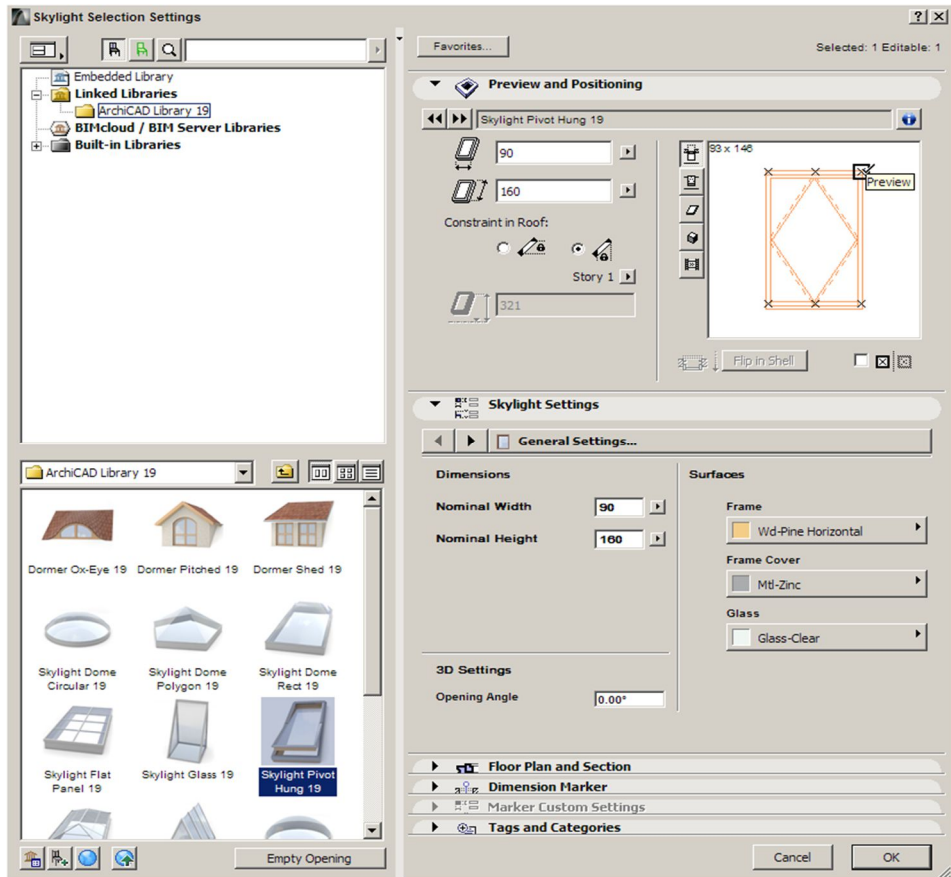 Skylight Selection Settings
Embedded Library
Linked Libraries
ArchiCAD Library 19
BIMcloud / BIM Server Libraries
Built-in Libraries
ArchiCAD Library 19
Dormer Ox-Eye 19
Dormer Pitched 19
Dormer Shed 19
Skylight Dome
Circular 19
Skylight Dome
Polygon 19
Skylight Dome
Rect 19
Skylight Flat
Panel 19
Skylight Glass 19
Skylight Pivot
Hung 19
Empty Opening
Favorites...
Selected: 1 Editable: 1
Preview and Positioning
Skylight Pivot Hung 19
90
160
Constraint in Roof:
Story 1
321
93 x 146
Preview
Flip in Shell
Skylight Settings
General Settings...
Dimensions
Nominal Width
90
Nominal Height
160
3D Settings
Opening Angle
0.00°
Surfaces
Frame
Wd-Pine Horizontal
Frame Cover
Mtl-Zinc
Glass
Glass-Clear
Floor Plan and Section
Dimension Marker
Marker Custom Settings
Tags and Categories
Cancel
OK